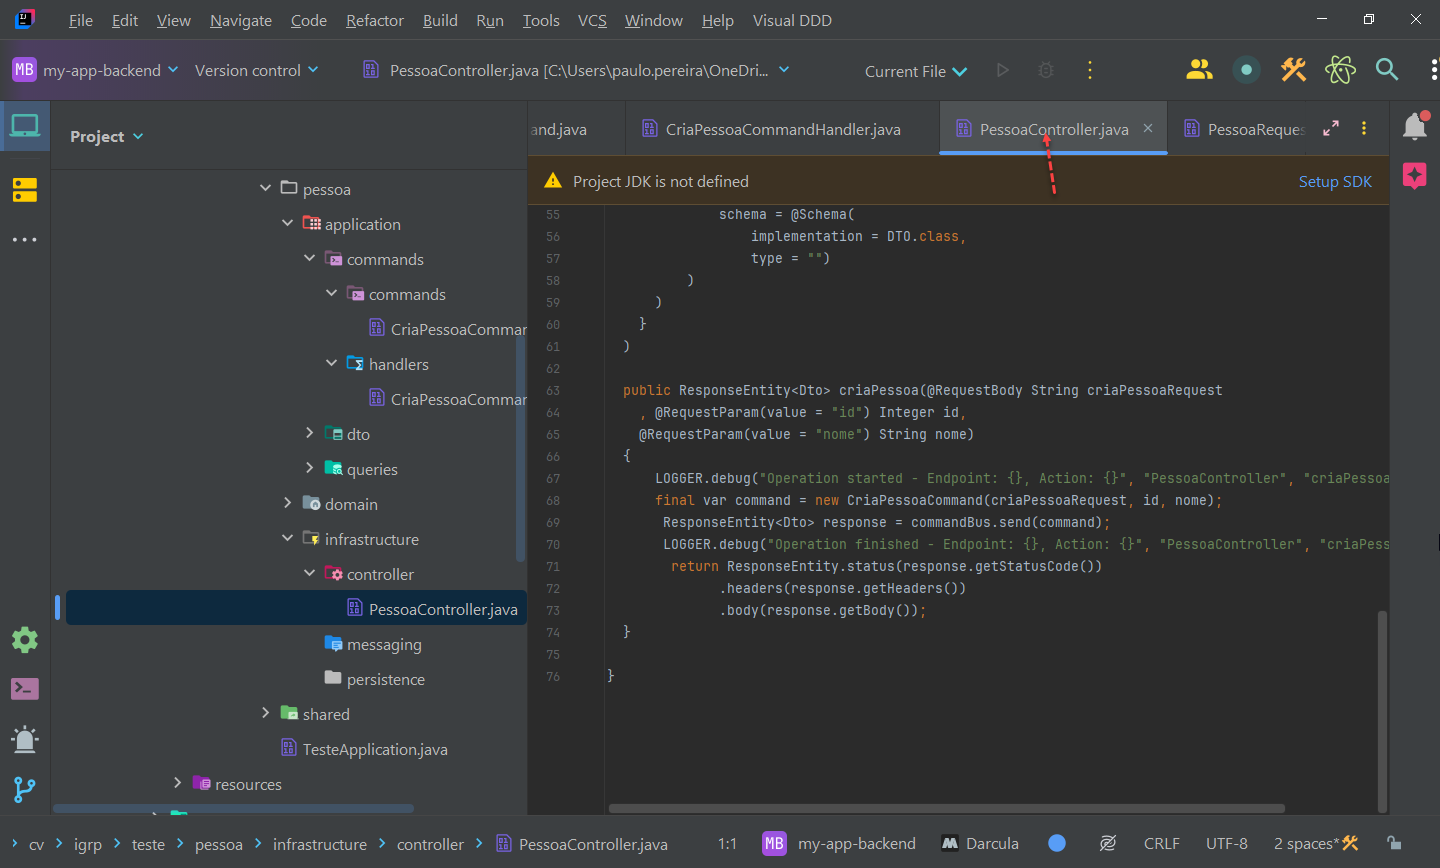 File Edit View Navigate Code Refactor Build Run Tools VCS Window Help Visual DDD
MB my-app-backend Version control PessoaController.java [C:\Users\paulo.pereira\OneDri... Current File
Project
and.java CriaPessoaCommandHandler.java PessoaController.java PessoaReques
Project JDK is not defined Setup SDK
pessoa
application
commands
commands
CriaPessoaComman
handlers
CriaPessoaComman
dto
queries
domain
infrastructure
controller
PessoaController.java
messaging
persistence
shared
TesteApplication.java
resources
55 schema = @Schema(
56 implementation = DTO.class,
57 type = "")
58 )
59 )
60 }
61 )
62
63 public ResponseEntity<Dto> criaPessoa(@RequestBody String criaPessoaRequest
64 , @RequestParam(value = "id") Integer id,
65 @RequestParam(value = "nome") String nome)
66 {
67 LOGGER.debug("Operation started - Endpoint: {}, Action: {}", "PessoaController", "criaPessoa
68 final var command = new CriaPessoaCommand(criaPessoaRequest, id, nome);
69 ResponseEntity<Dto> response = commandBus.send(command);
70 LOGGER.debug("Operation finished - Endpoint: {}, Action: {}", "PessoaController", "criaPess
71 return ResponseEntity.status(response.getStatusCode())
72 .headers(response.getHeaders())
73 .body(response.getBody());
74 }
75
76 }
cv igrp teste pessoa infrastructure controller PessoaController.java 1:1 MB my-app-backend Darcula CRLF UTF-8 2 spaces*